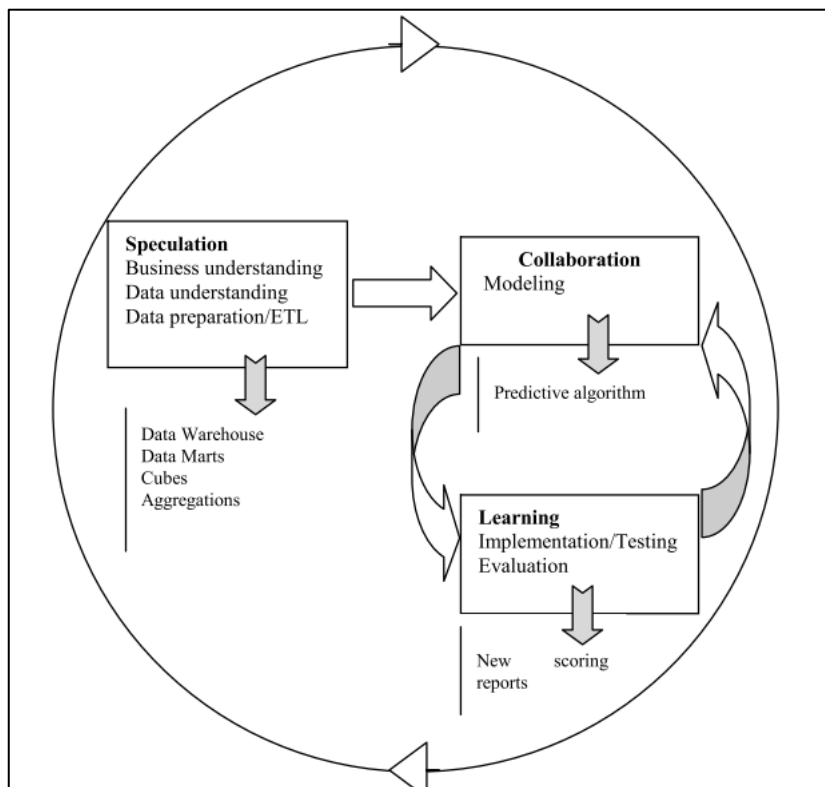 Speculation
Business understanding
Data understanding
Data preparation/ETL
Data Warehouse
Data Marts
Cubes
Aggregations
Collaboration
Modeling
Predictive algorithm
Learning
Implementation/Testing
Evaluation
New scoring
reports